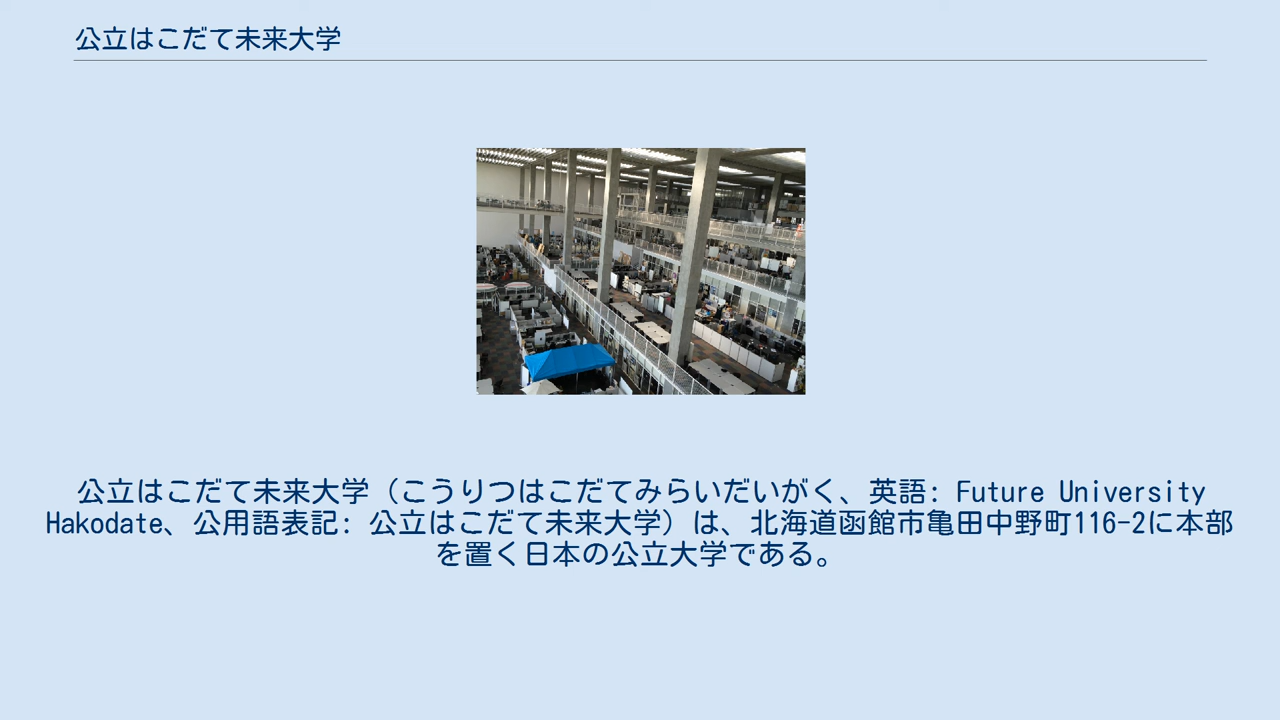 公立はこだて未来大学
公立はこだて未来大学（こうりつはこだてみらいだいがく、英語: Future University
Hakodate、公用語表記: 公立はこだて未来大学）は、北海道函館市亀田中野町116-2に本部
を置く日本の公立大学である。